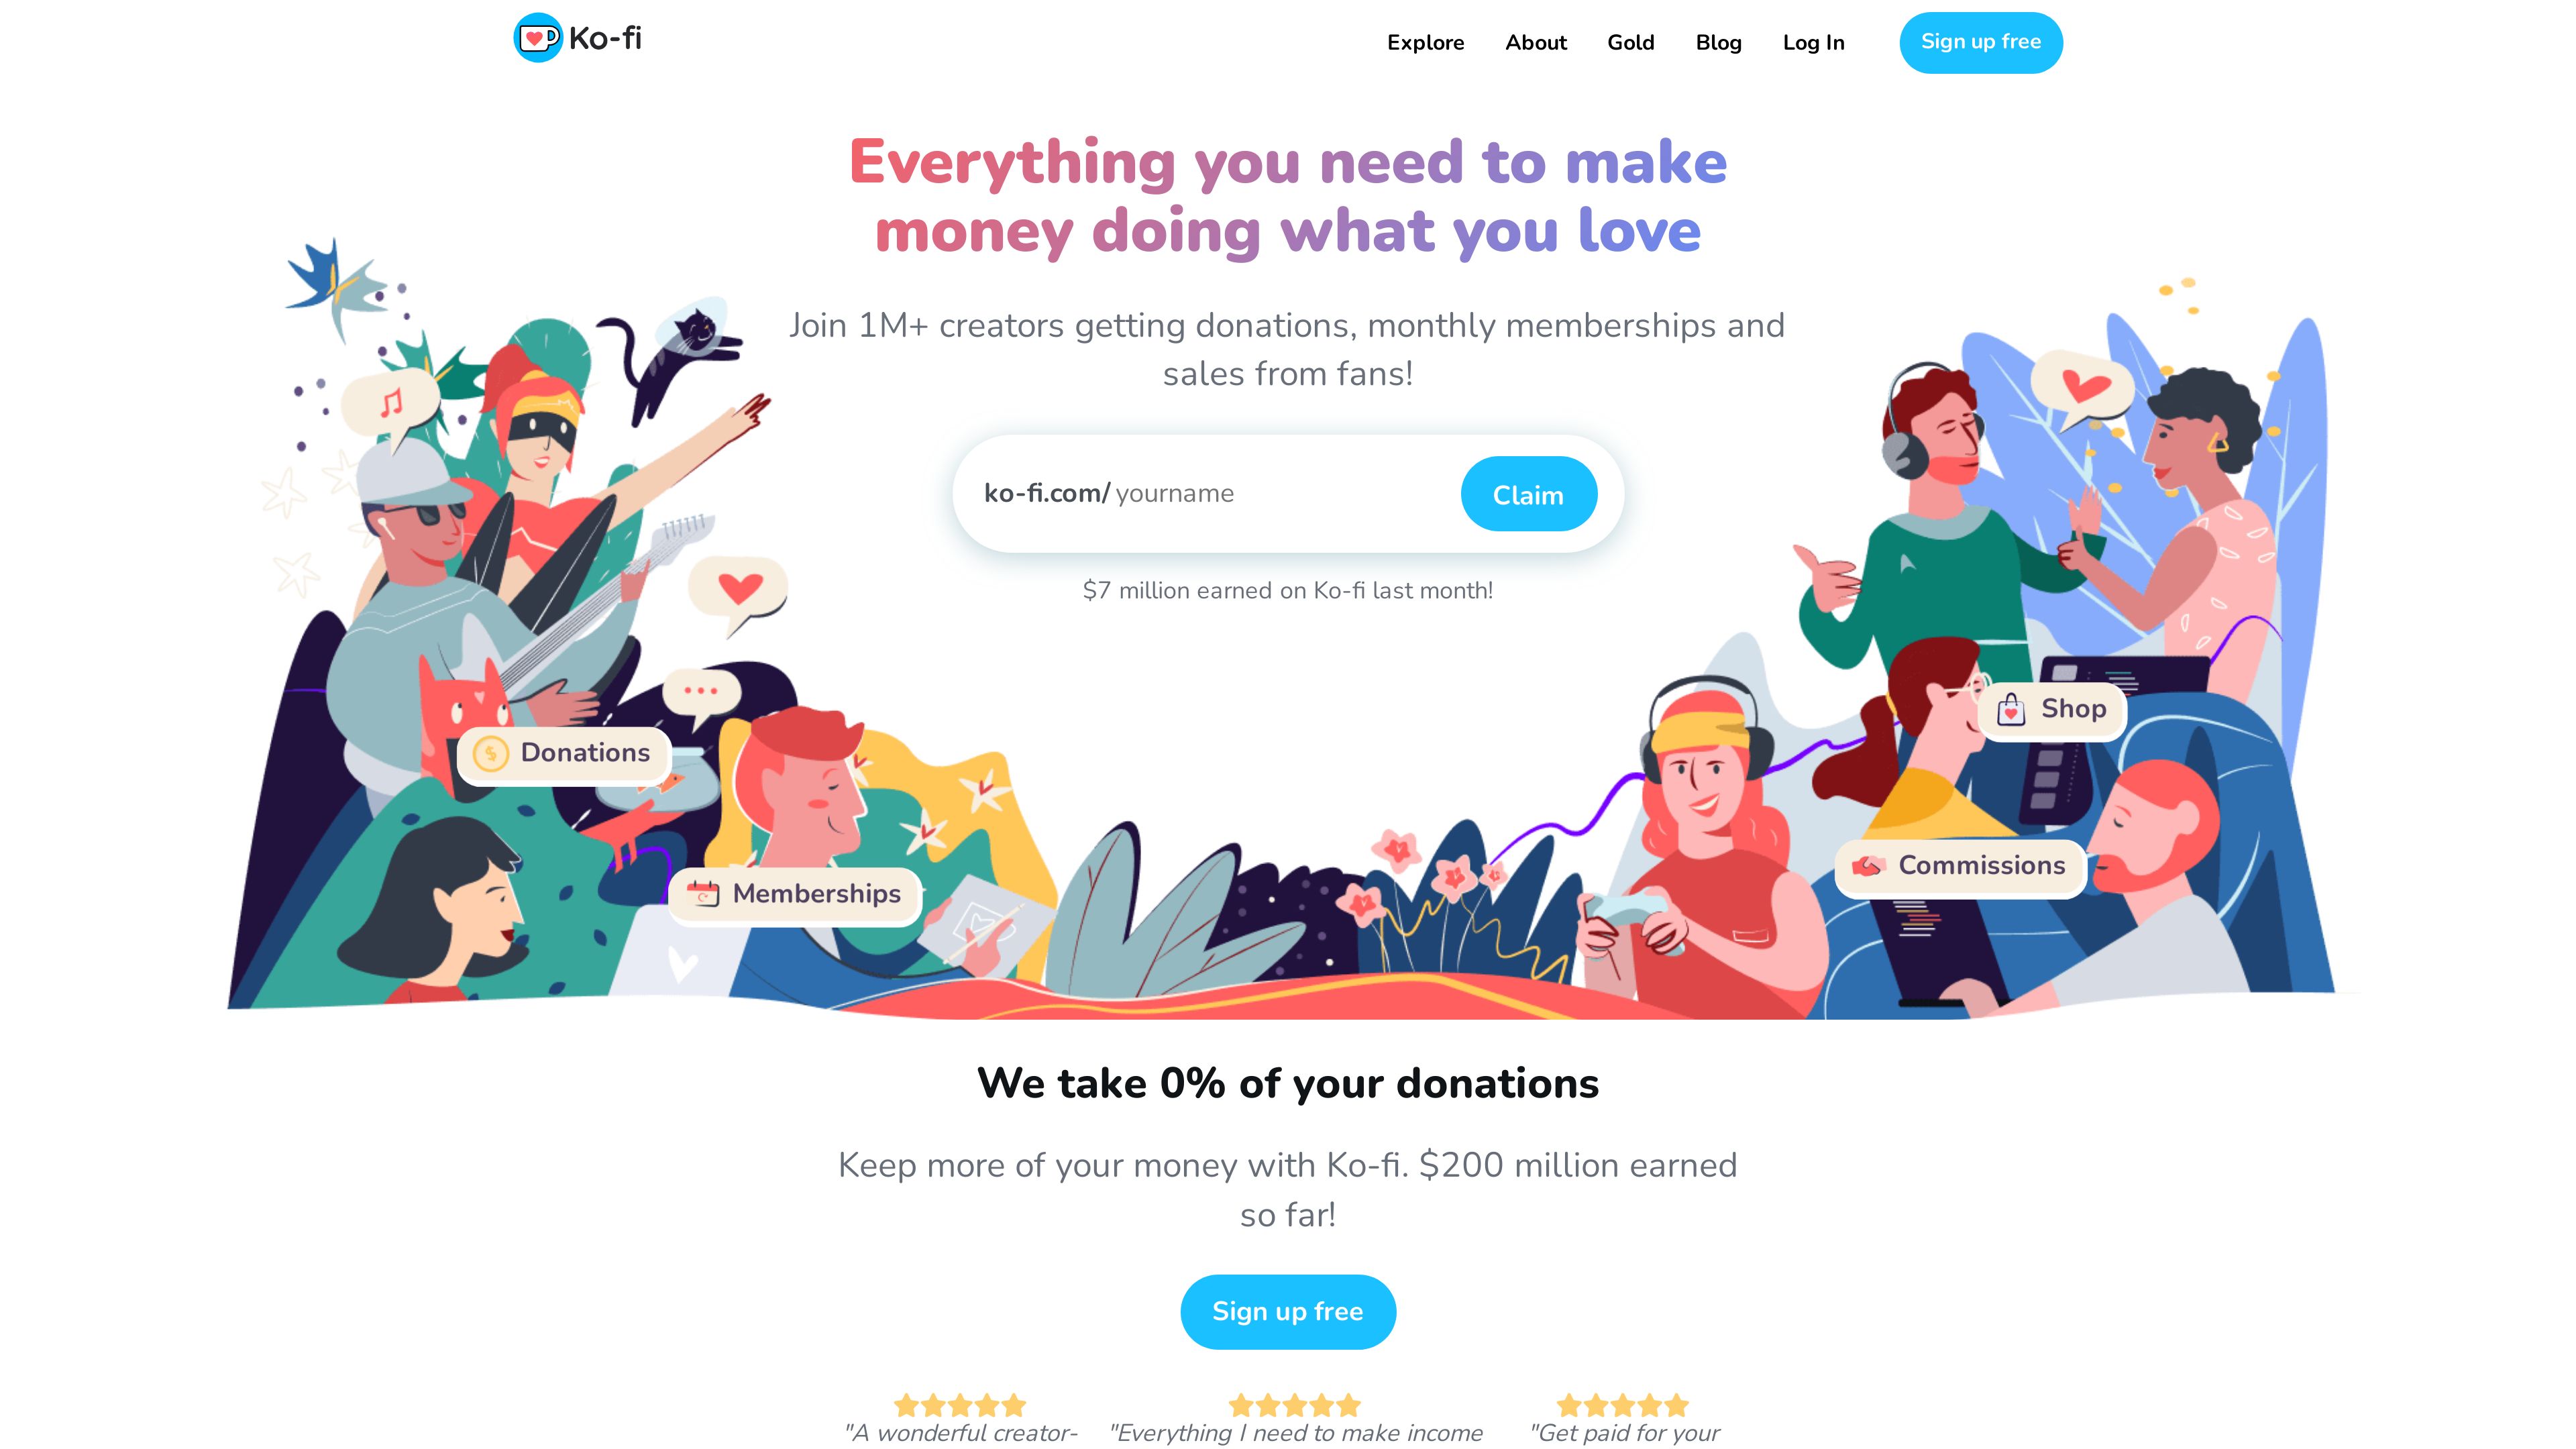 Ko-fi
Explore
About
Gold
Blog
Log In
Sign up free
Everything you need to make
money doing what you love
Join 1M+ creators getting donations, monthly memberships and
sales from fans!
ko-fi.com/ yourname
Claim
$7 million earned on Ko-fi last month!
Shop
Donations
Commissions
Memberships
We take 0% of your donations
Keep more of your money with Ko-fi. $200 million earned
so far!
Sign up free
"A wonderful creator-
"Everything I need to make income
"Get paid for your